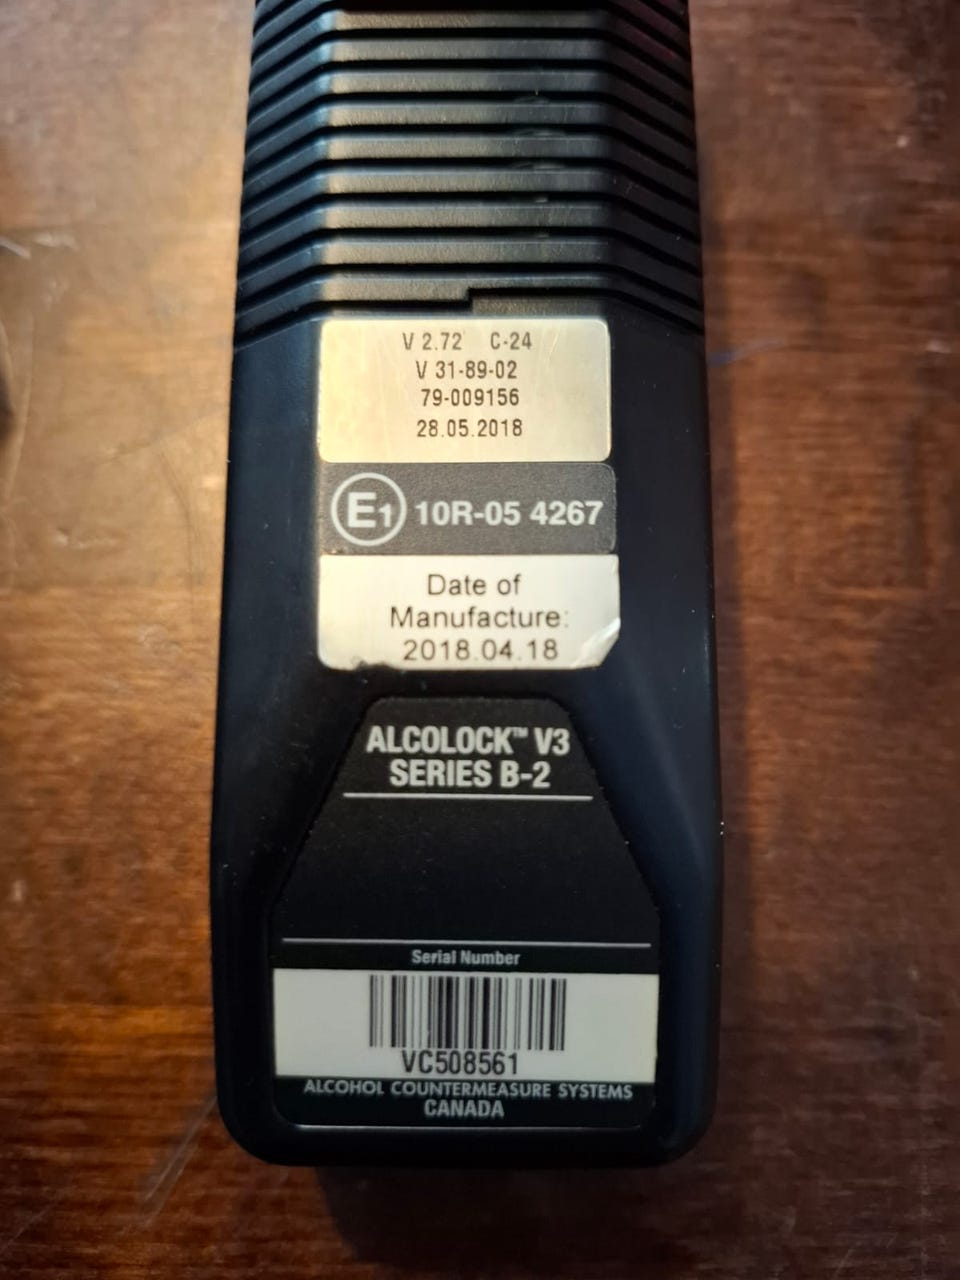 V 2.72 C-24
V 31-89-02
79-009156
28.05.2018
E1 10R-05 4267
Date of
Manufacture:
2018.04.18
ALCOLOCK™ V3
SERIES B-2
Serial Number
VC508561
ALCOHOL COUNTERMEASURE SYSTEMS
CANADA